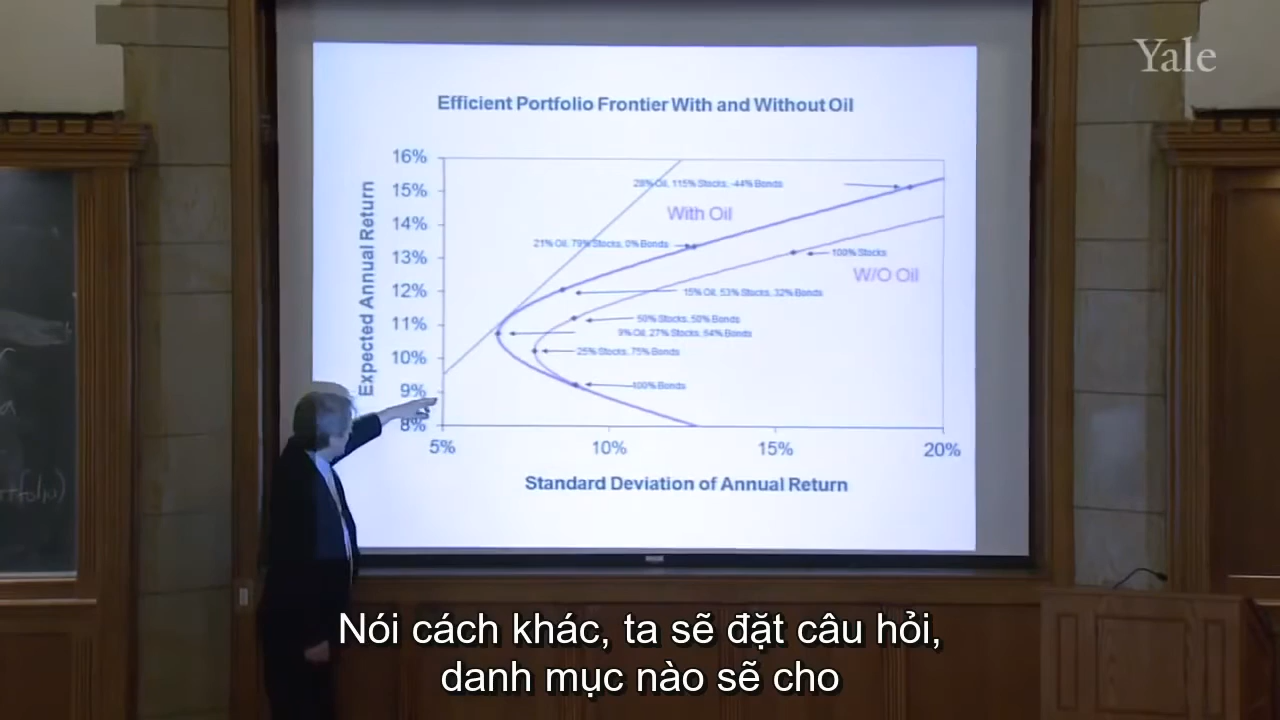 Yale
Efficient Portfolio Frontier With and Without Oil
Expected Annual Return
16%
15%
14%
13%
12%
11%
10%
9%
8%
28% Oil, 115% Stocks, -44% Bonds
With Oil
21% Oil, 79% Stocks, 0% Bonds
100% Stocks
W/O Oil
15% Oil, 53% Stocks, 32% Bonds
50% Stocks, 50% Bonds
9% Oil, 27% Stocks, 64% Bonds
25% Stocks, 75% Bonds
100% Bonds
5%
10%
15%
20%
Standard Deviation of Annual Return
Nói cách khác, ta sẽ đặt câu hỏi,
danh mục nào sẽ cho